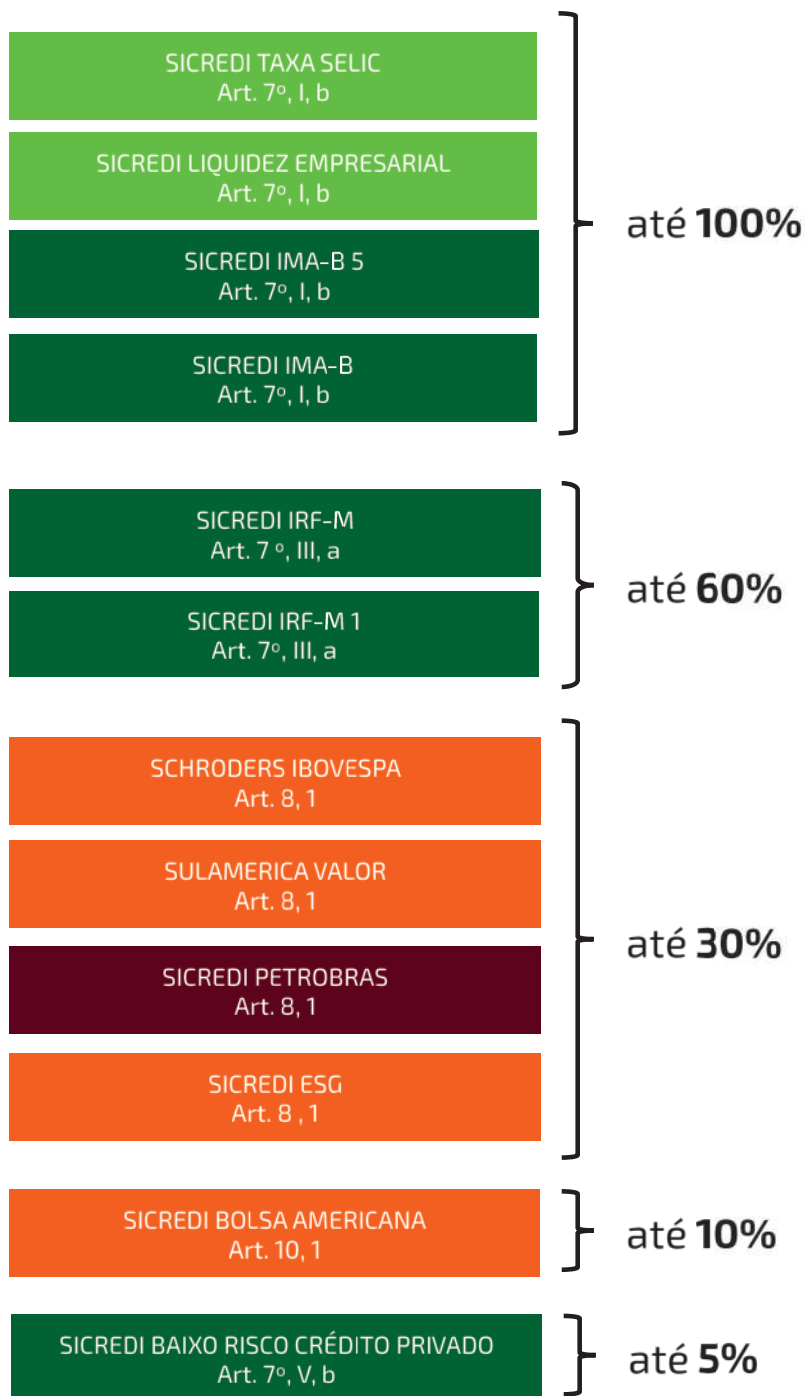 SICREDI TAXA SELIC
Art. 7º, I, b
SICREDI LIQUIDEZ EMPRESARIAL
Art. 7º, I, b
SICREDI IMA-B 5
Art. 7º, I, b
SICREDI IMA-B
Art. 7º, I, b
até 100%
SICREDI IRF-M
Art. 7 º, III, a
SICREDI IRF-M 1
Art. 7º, III, a
até 60%
SCHRODERS IBOVESPA
Art. 8, 1
SULAMERICA VALOR
Art. 8, 1
SICREDI PETROBRAS
Art. 8, 1
SICREDI ESG
Art. 8 , 1
até 30%
SICREDI BOLSA AMERICANA
Art. 10, 1
até 10%
SICREDI BAIXO RISCO CRÉDITO PRIVADO
Art. 7º, V, b
até 5%